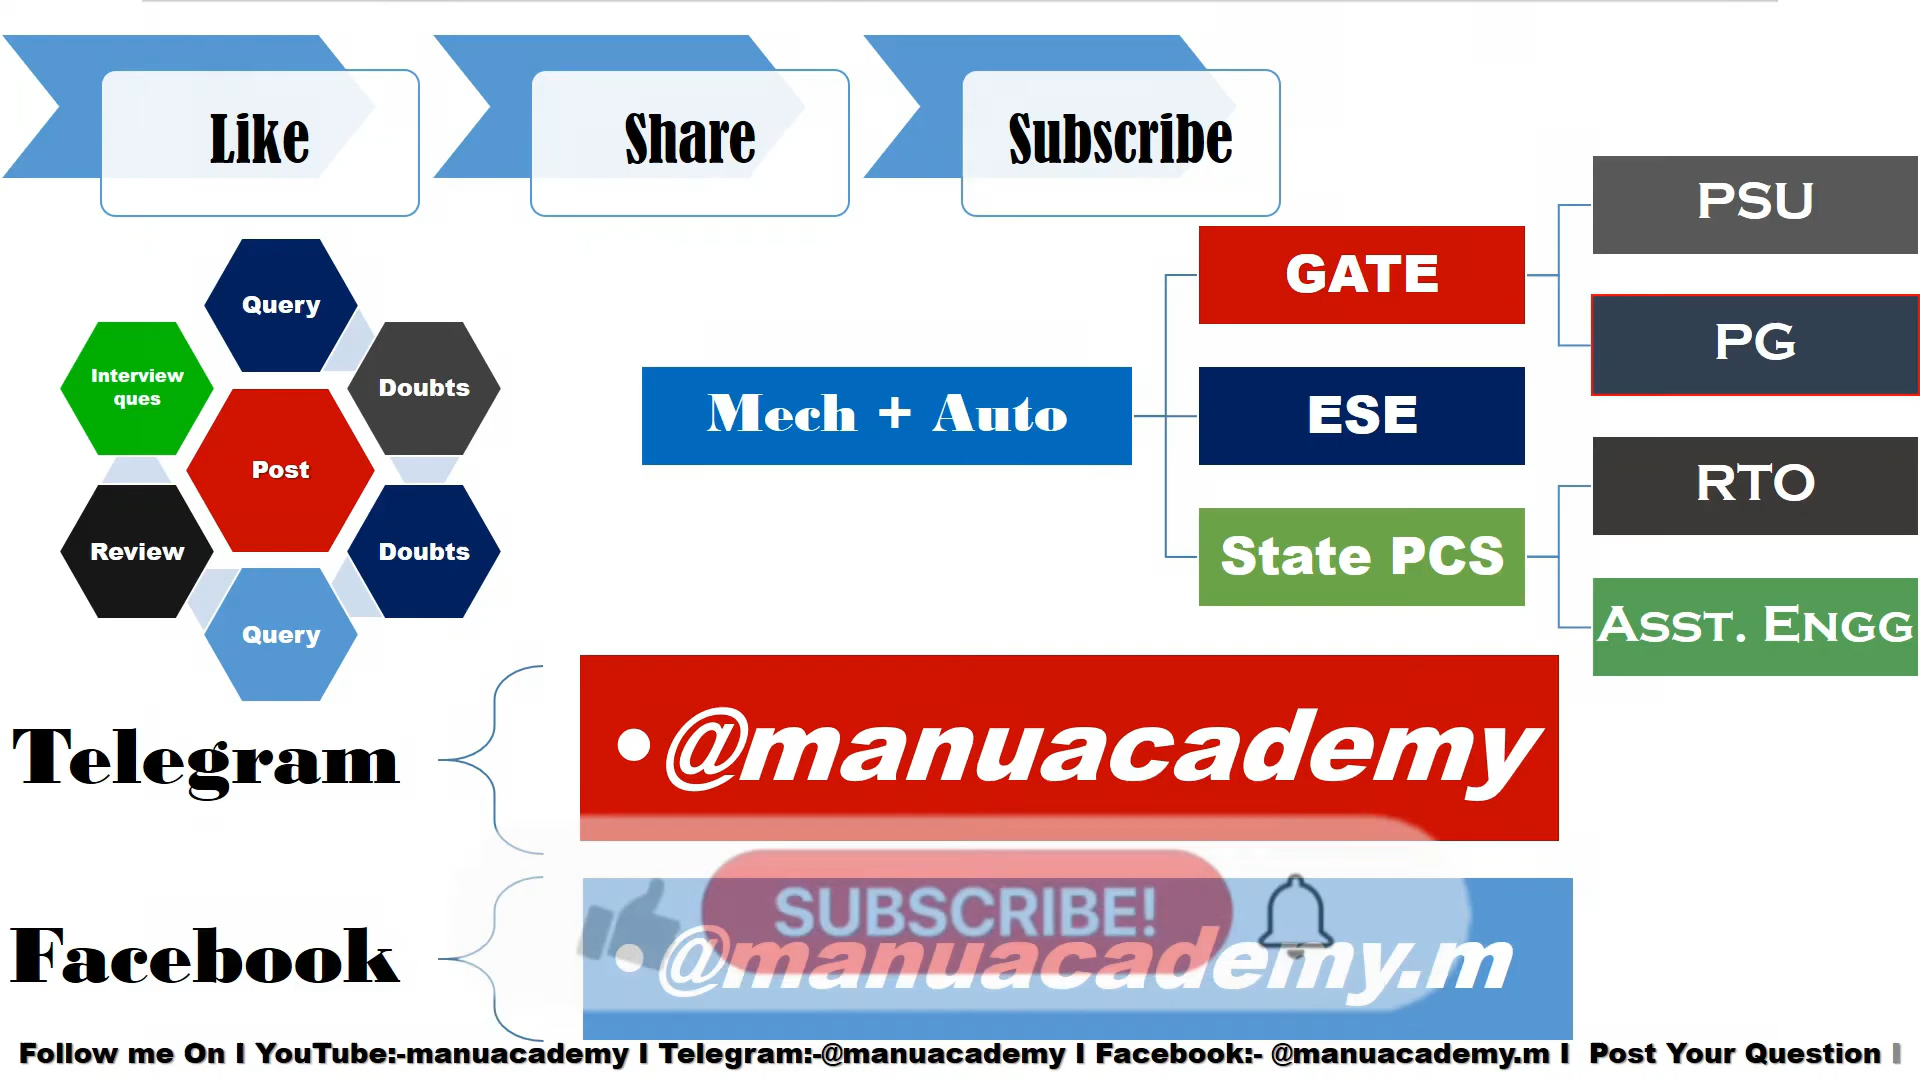 Like
Share
Subscribe
PSU
GATE
PG
Query
Interview
ques
Doubts
Mech + Auto
ESE
Post
RTO
Review
Doubts
State PCS
Asst. Engg
Query
Telegram
•@manuacademy
SUBSCRIBE!
Facebook
•@manuacademy.m
Follow me On I YouTube:-manuacademy I Telegram:-@manuacademy I Facebook:- @manuacademy.m I Post Your Question I